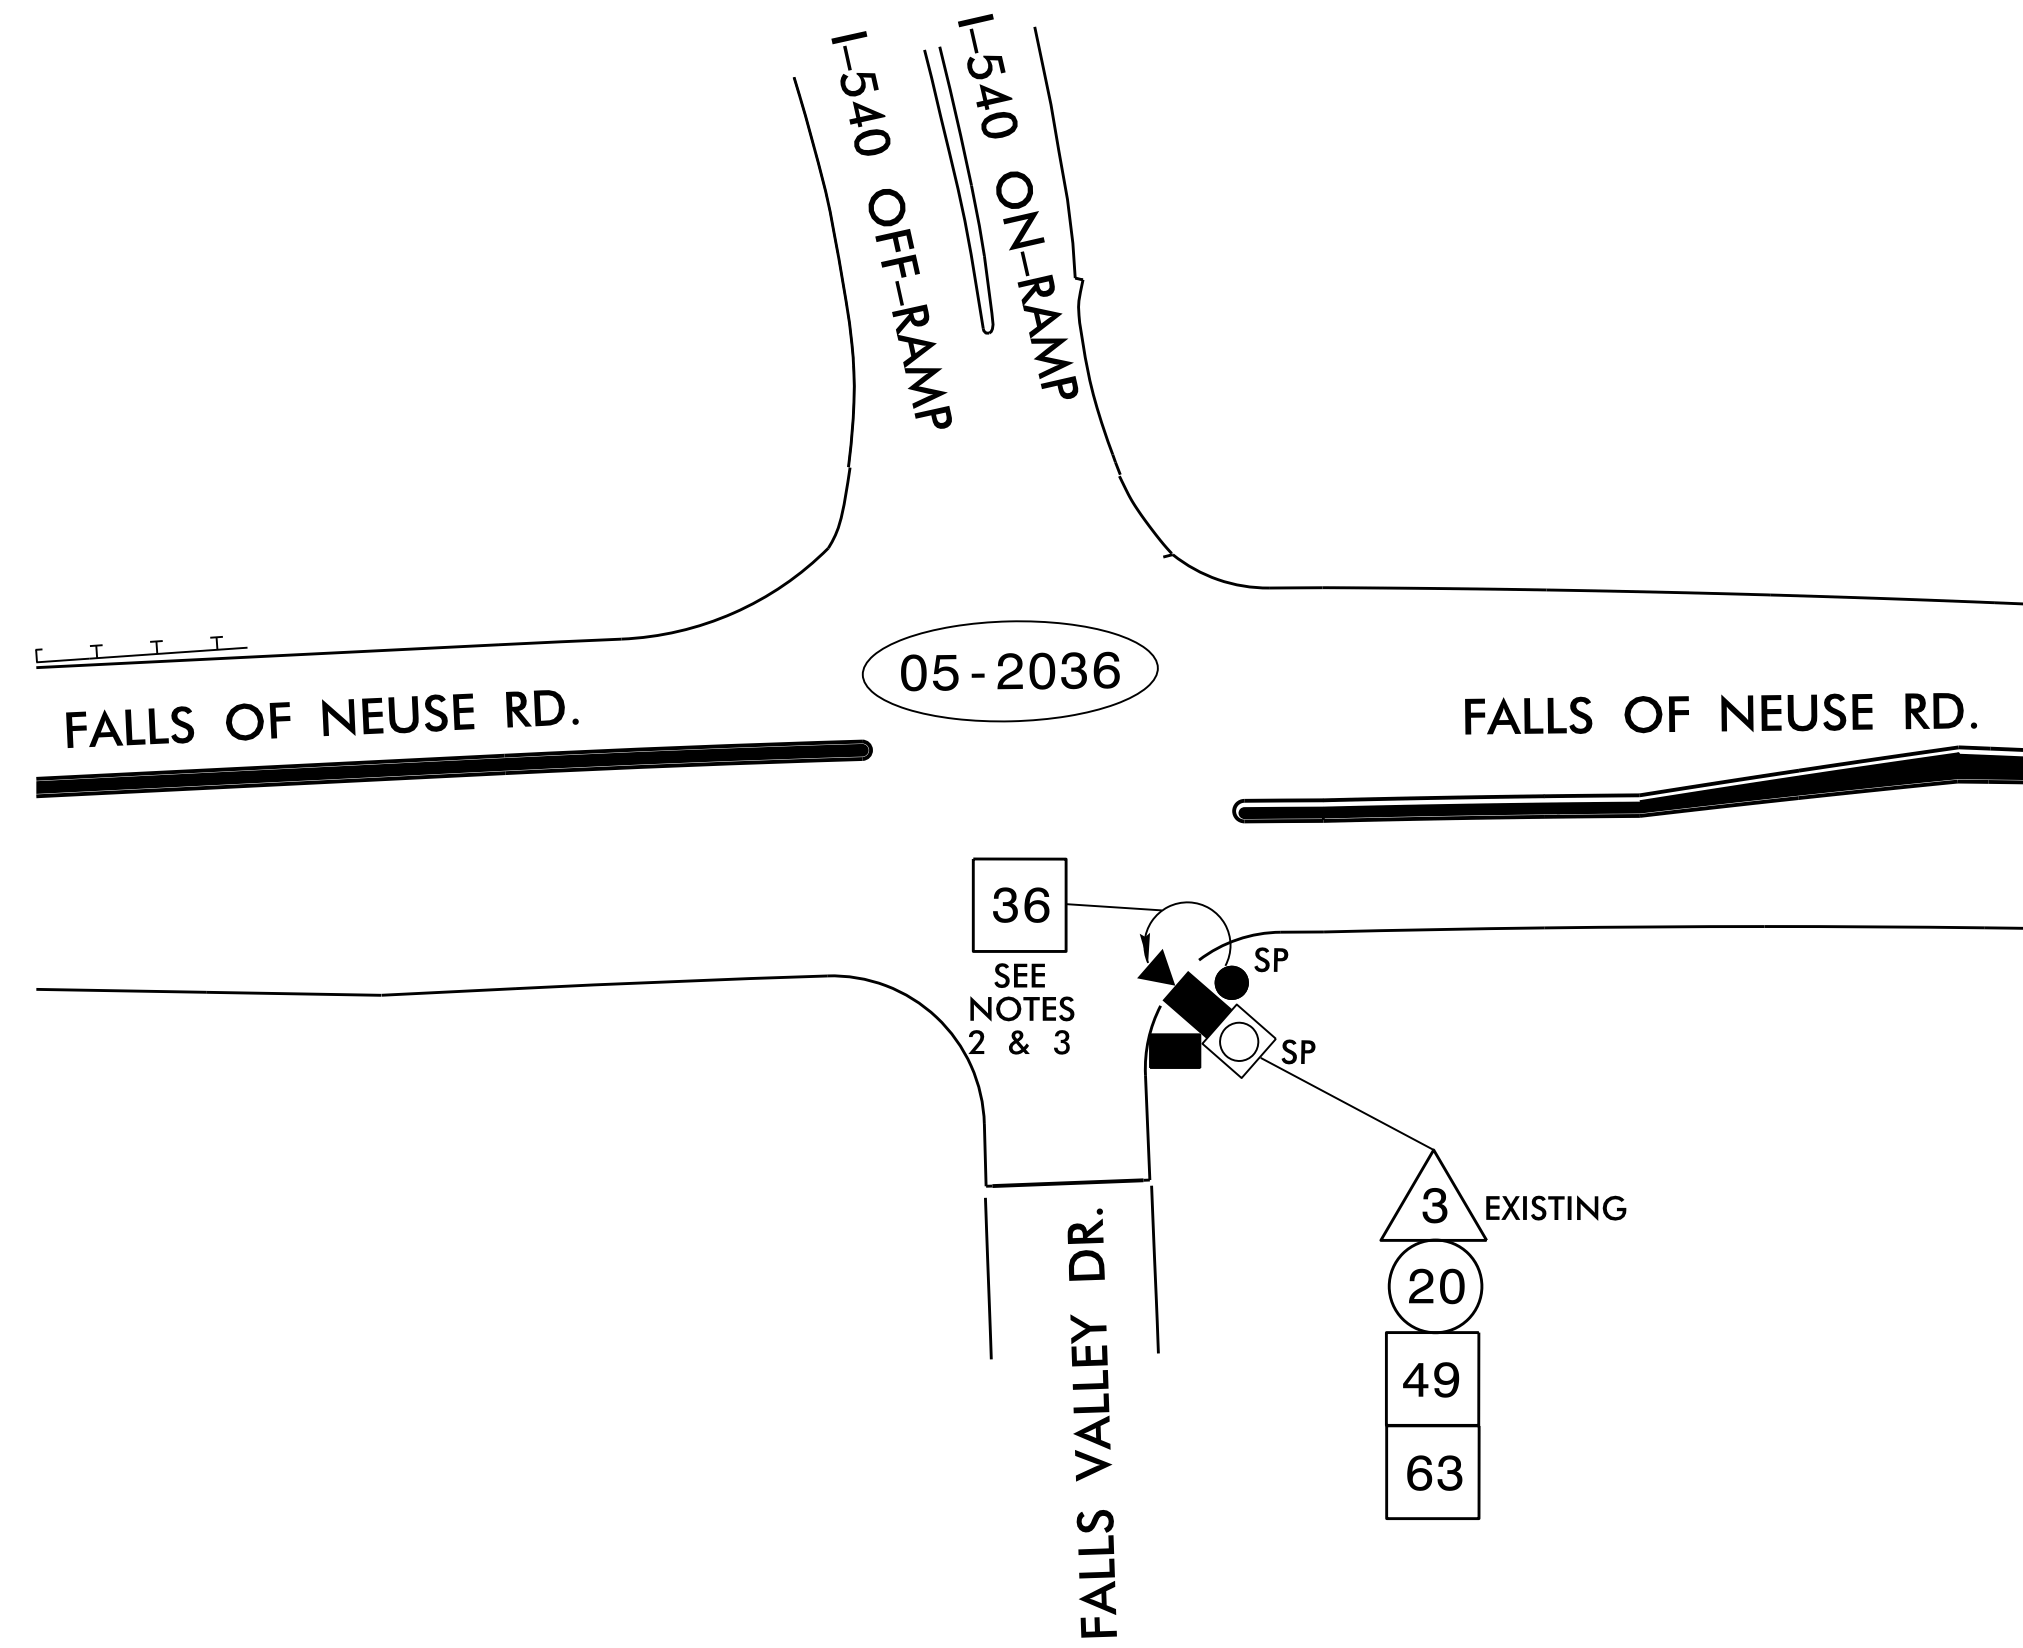 I-540 OFF-RAMP
I-540 ON-RAMP
05-2036
FALLS OF NEUSE RD.
FALLS OF NEUSE RD.
36
SEE
NOTES
2 & 3
SP
SP
3
EXISTING
20
49
63
FALLS VALLEY DR.